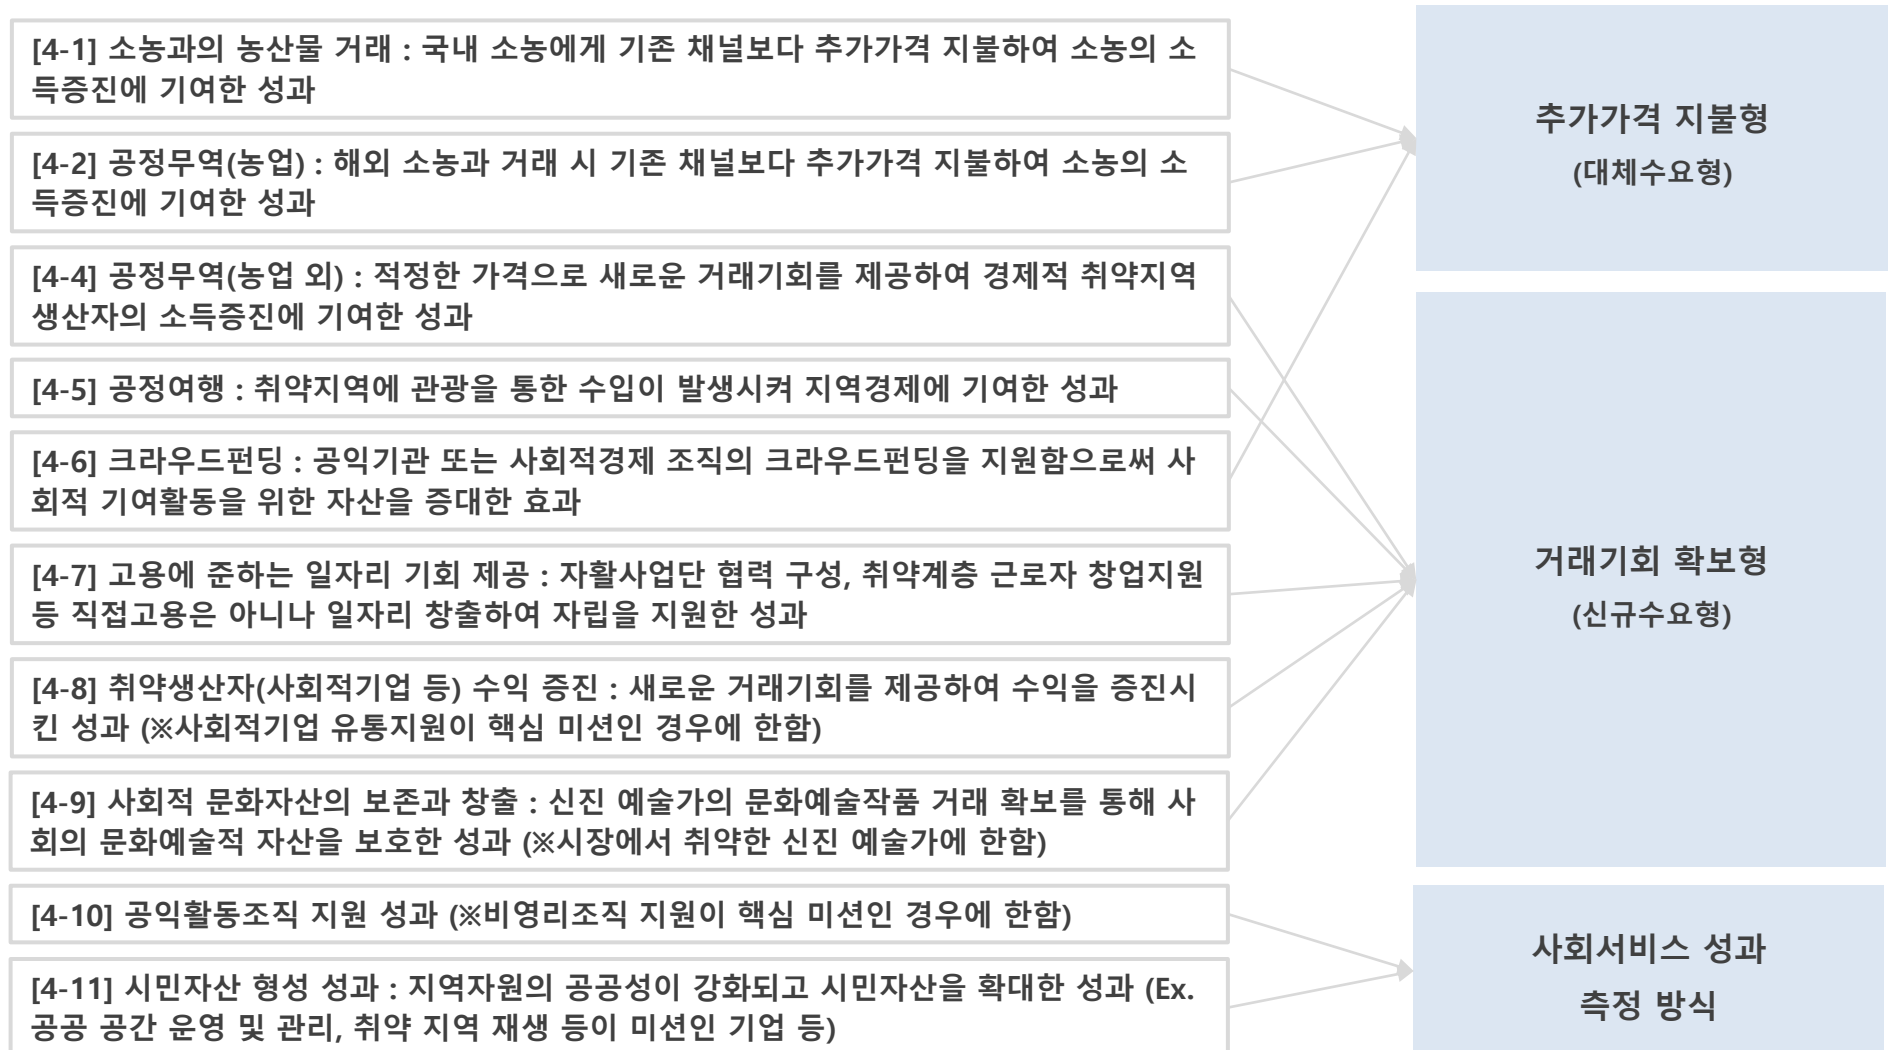 [4-1] 소농과의 농산물 거래 : 국내 소농에게 기존 채널보다 추가가격 지불하여 소농의 소
득증진에 기여한 성과
[4-2] 공정무역(농업) : 해외 소농과 거래 시 기존 채널보다 추가가격 지불하여 소농의 소
득증진에 기여한 성과
[4-4] 공정무역(농업 외) : 적정한 가격으로 새로운 거래기회를 제공하여 경제적 취약지역
생산자의 소득증진에 기여한 성과
[4-5] 공정여행 : 취약지역에 관광을 통한 수입이 발생시켜 지역경제에 기여한 성과
[4-6] 크라우드펀딩 : 공익기관 또는 사회적경제 조직의 크라우드펀딩을 지원함으로써 사
회적 기여활동을 위한 자산을 증대한 효과
[4-7] 고용에 준하는 일자리 기회 제공 : 자활사업단 협력 구성, 취약계층 근로자 창업지원
등 직접고용은 아니나 일자리 창출하여 자립을 지원한 성과
[4-8] 취약생산자(사회적기업 등) 수익 증진 : 새로운 거래기회를 제공하여 수익을 증진시
킨 성과 (※사회적기업 유통지원이 핵심 미션인 경우에 한함)
[4-9] 사회적 문화자산의 보존과 창출 : 신진 예술가의 문화예술작품 거래 확보를 통해 사
회의 문화예술적 자산을 보호한 성과 (※시장에서 취약한 신진 예술가에 한함)
[4-10] 공익활동조직 지원 성과 (※비영리조직 지원이 핵심 미션인 경우에 한함)
[4-11] 시민자산 형성 성과 : 지역자원의 공공성이 강화되고 시민자산을 확대한 성과 (Ex.
공공 공간 운영 및 관리, 취약 지역 재생 등이 미션인 기업 등)
추가가격 지불형
(대체수요형)
거래기회 확보형
(신규수요형)
사회서비스 성과
측정 방식